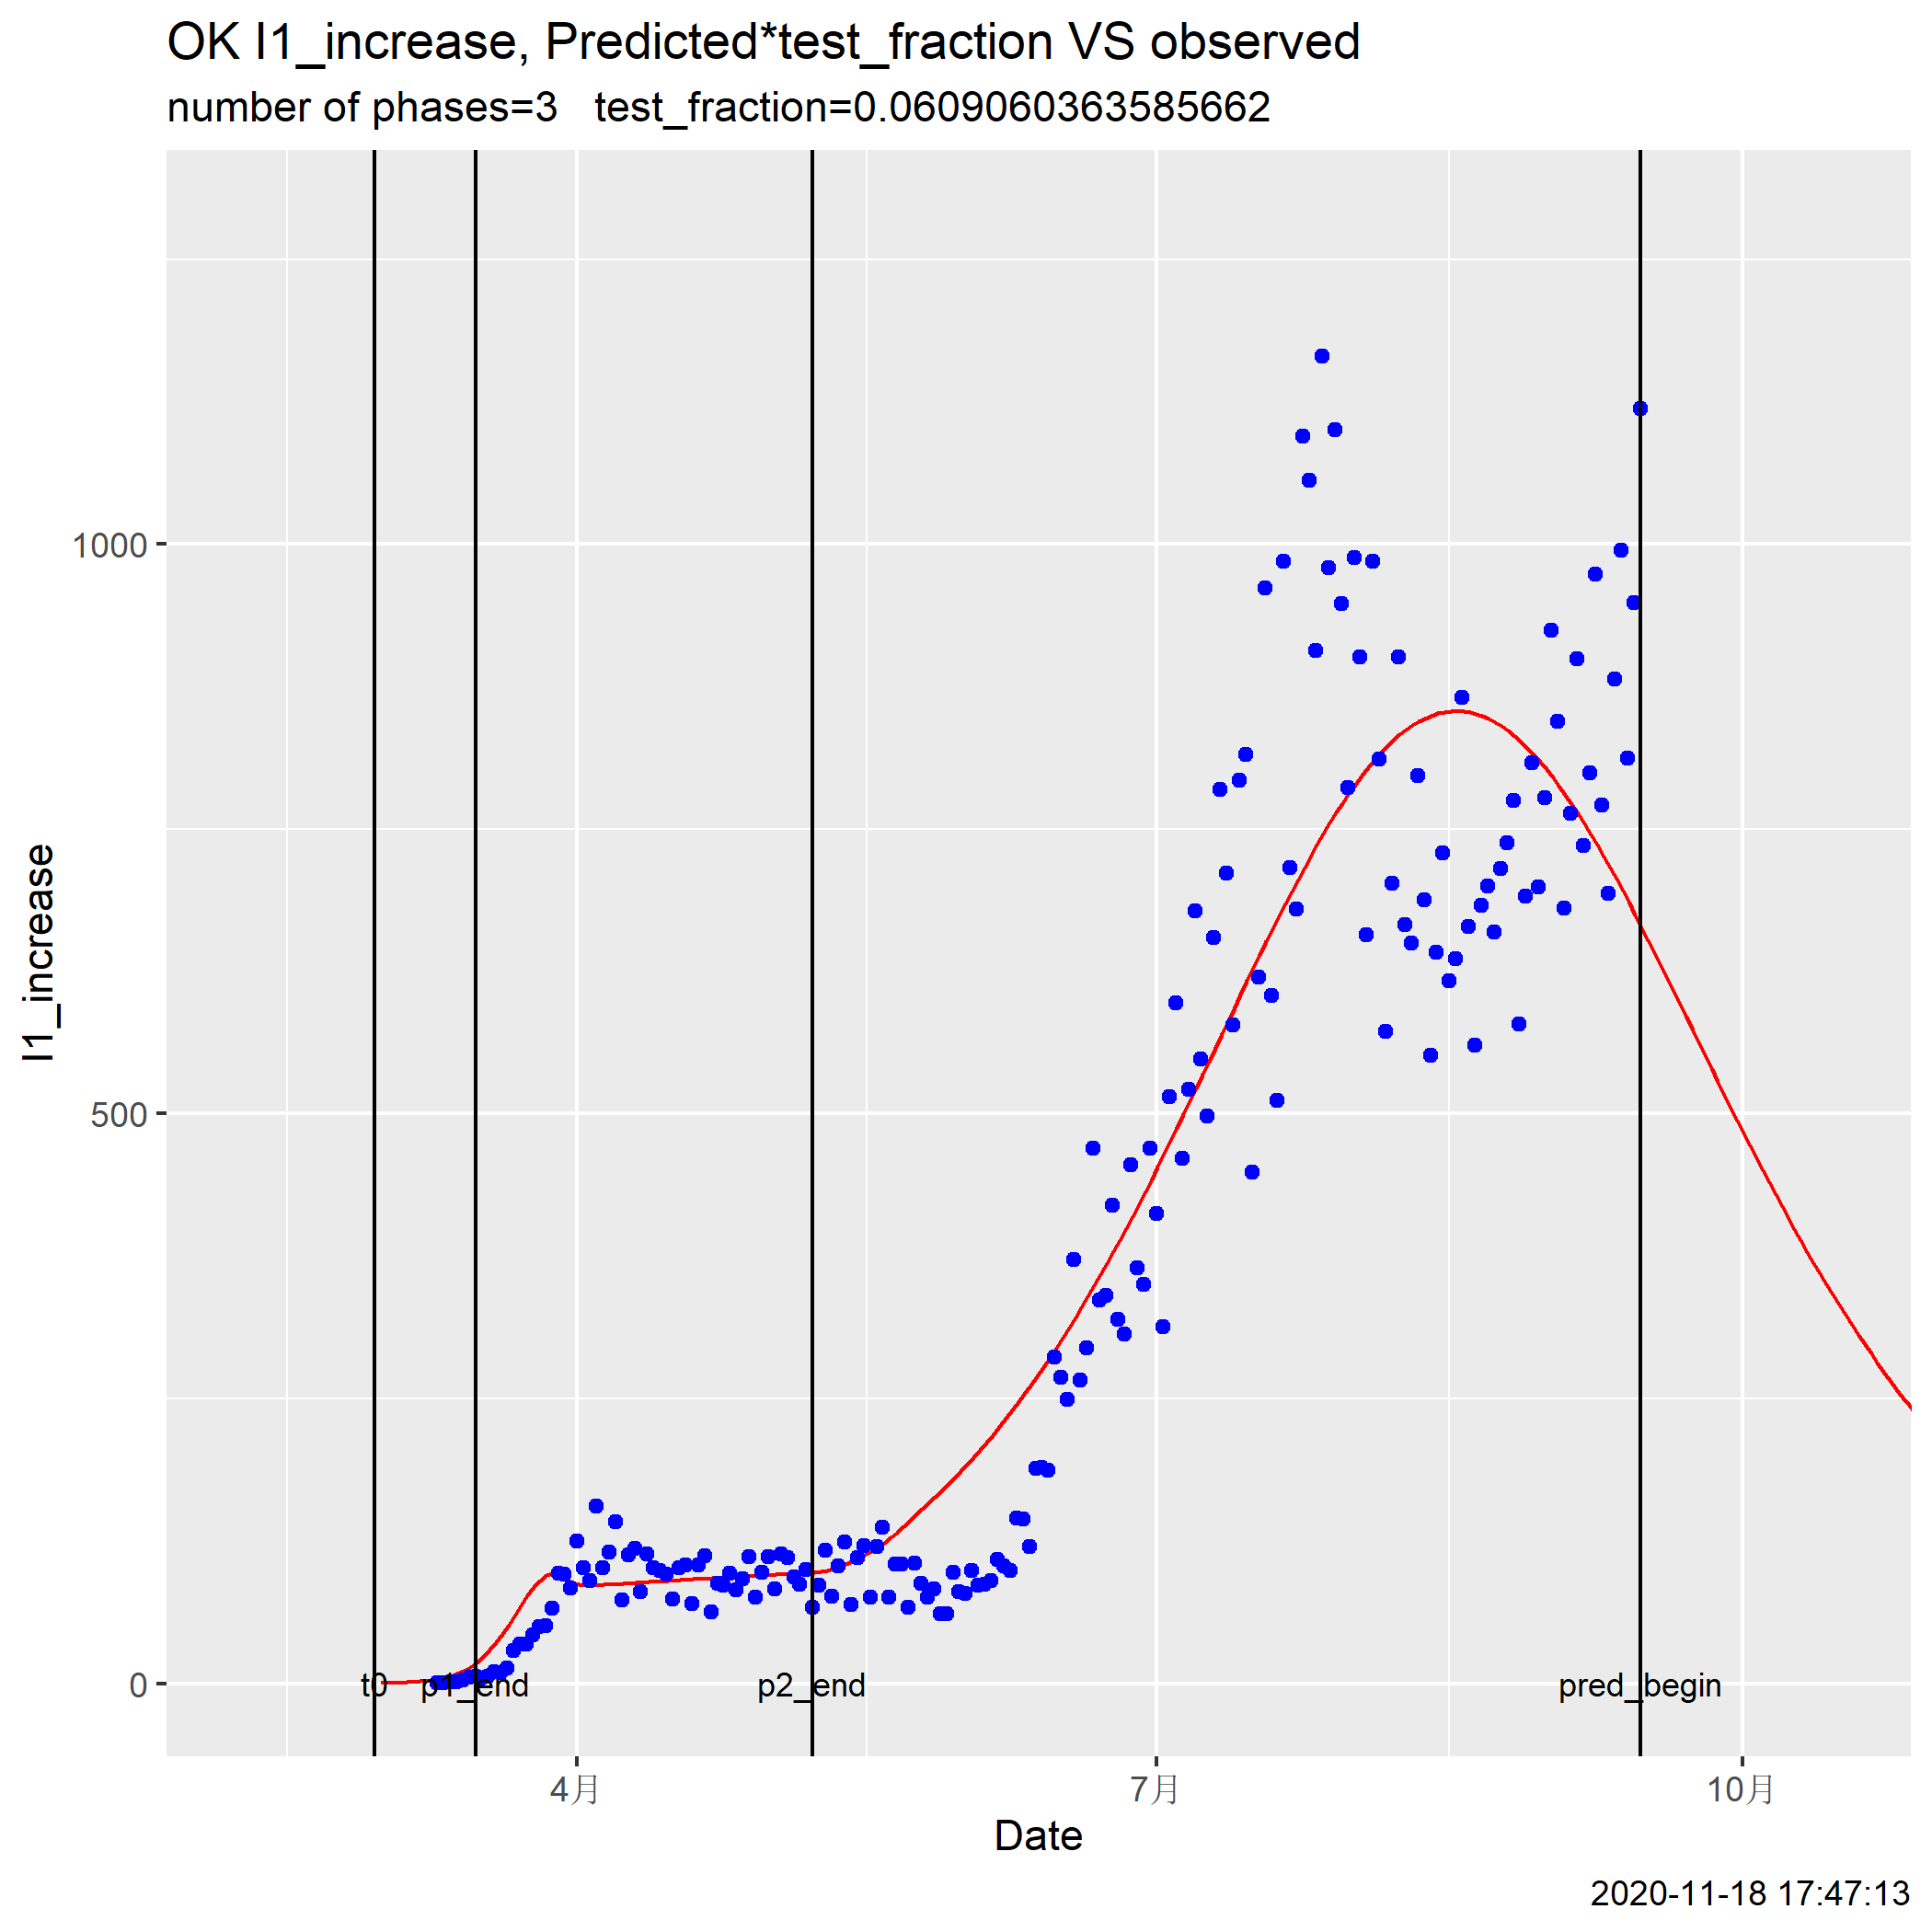 OK I1_increase, Predicted*test_fraction VS observed
number of phases=3   test_fraction=0.0609060363585662
I1_increase
1000
500
0
t0
p1_end
p2_end
pred_begin
4月
7月
10月
Date
2020-11-18 17:47:13